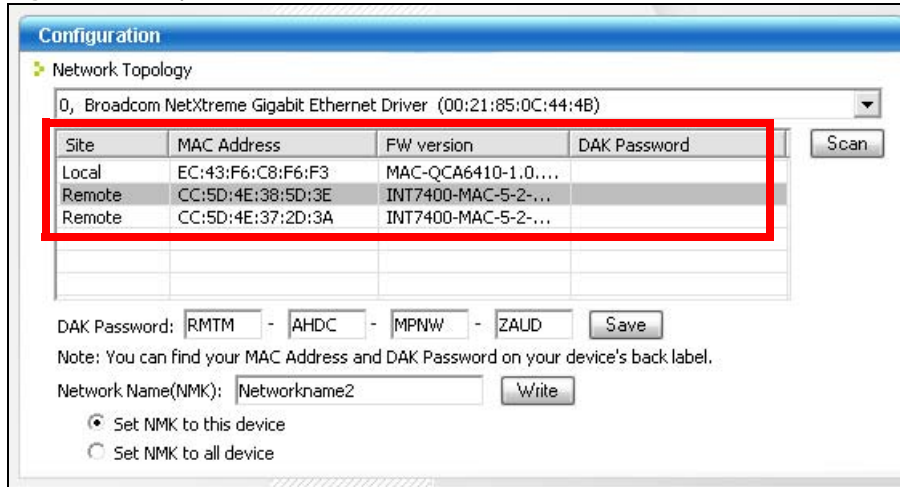 Configuration
Network Topology
0, Broadcom NetXtreme Gigabit Ethernet Driver (00:21:85:0C:44:4B)
Site MAC Address FW version DAK Password Scan
Local EC:43:F6:C8:F6:F3 MAC-QCA6410-1.0....
Remote CC:5D:4E:38:5D:3E INT7400-MAC-5-2-...
Remote CC:5D:4E:37:2D:3A INT7400-MAC-5-2-...
DAK Password: RMTM - AHDC - MPNW - ZAUD Save
Note: You can find your MAC Address and DAK Password on your device's back label.
Network Name(NMK): Networkname2 Write
Set NMK to this device
Set NMK to all device